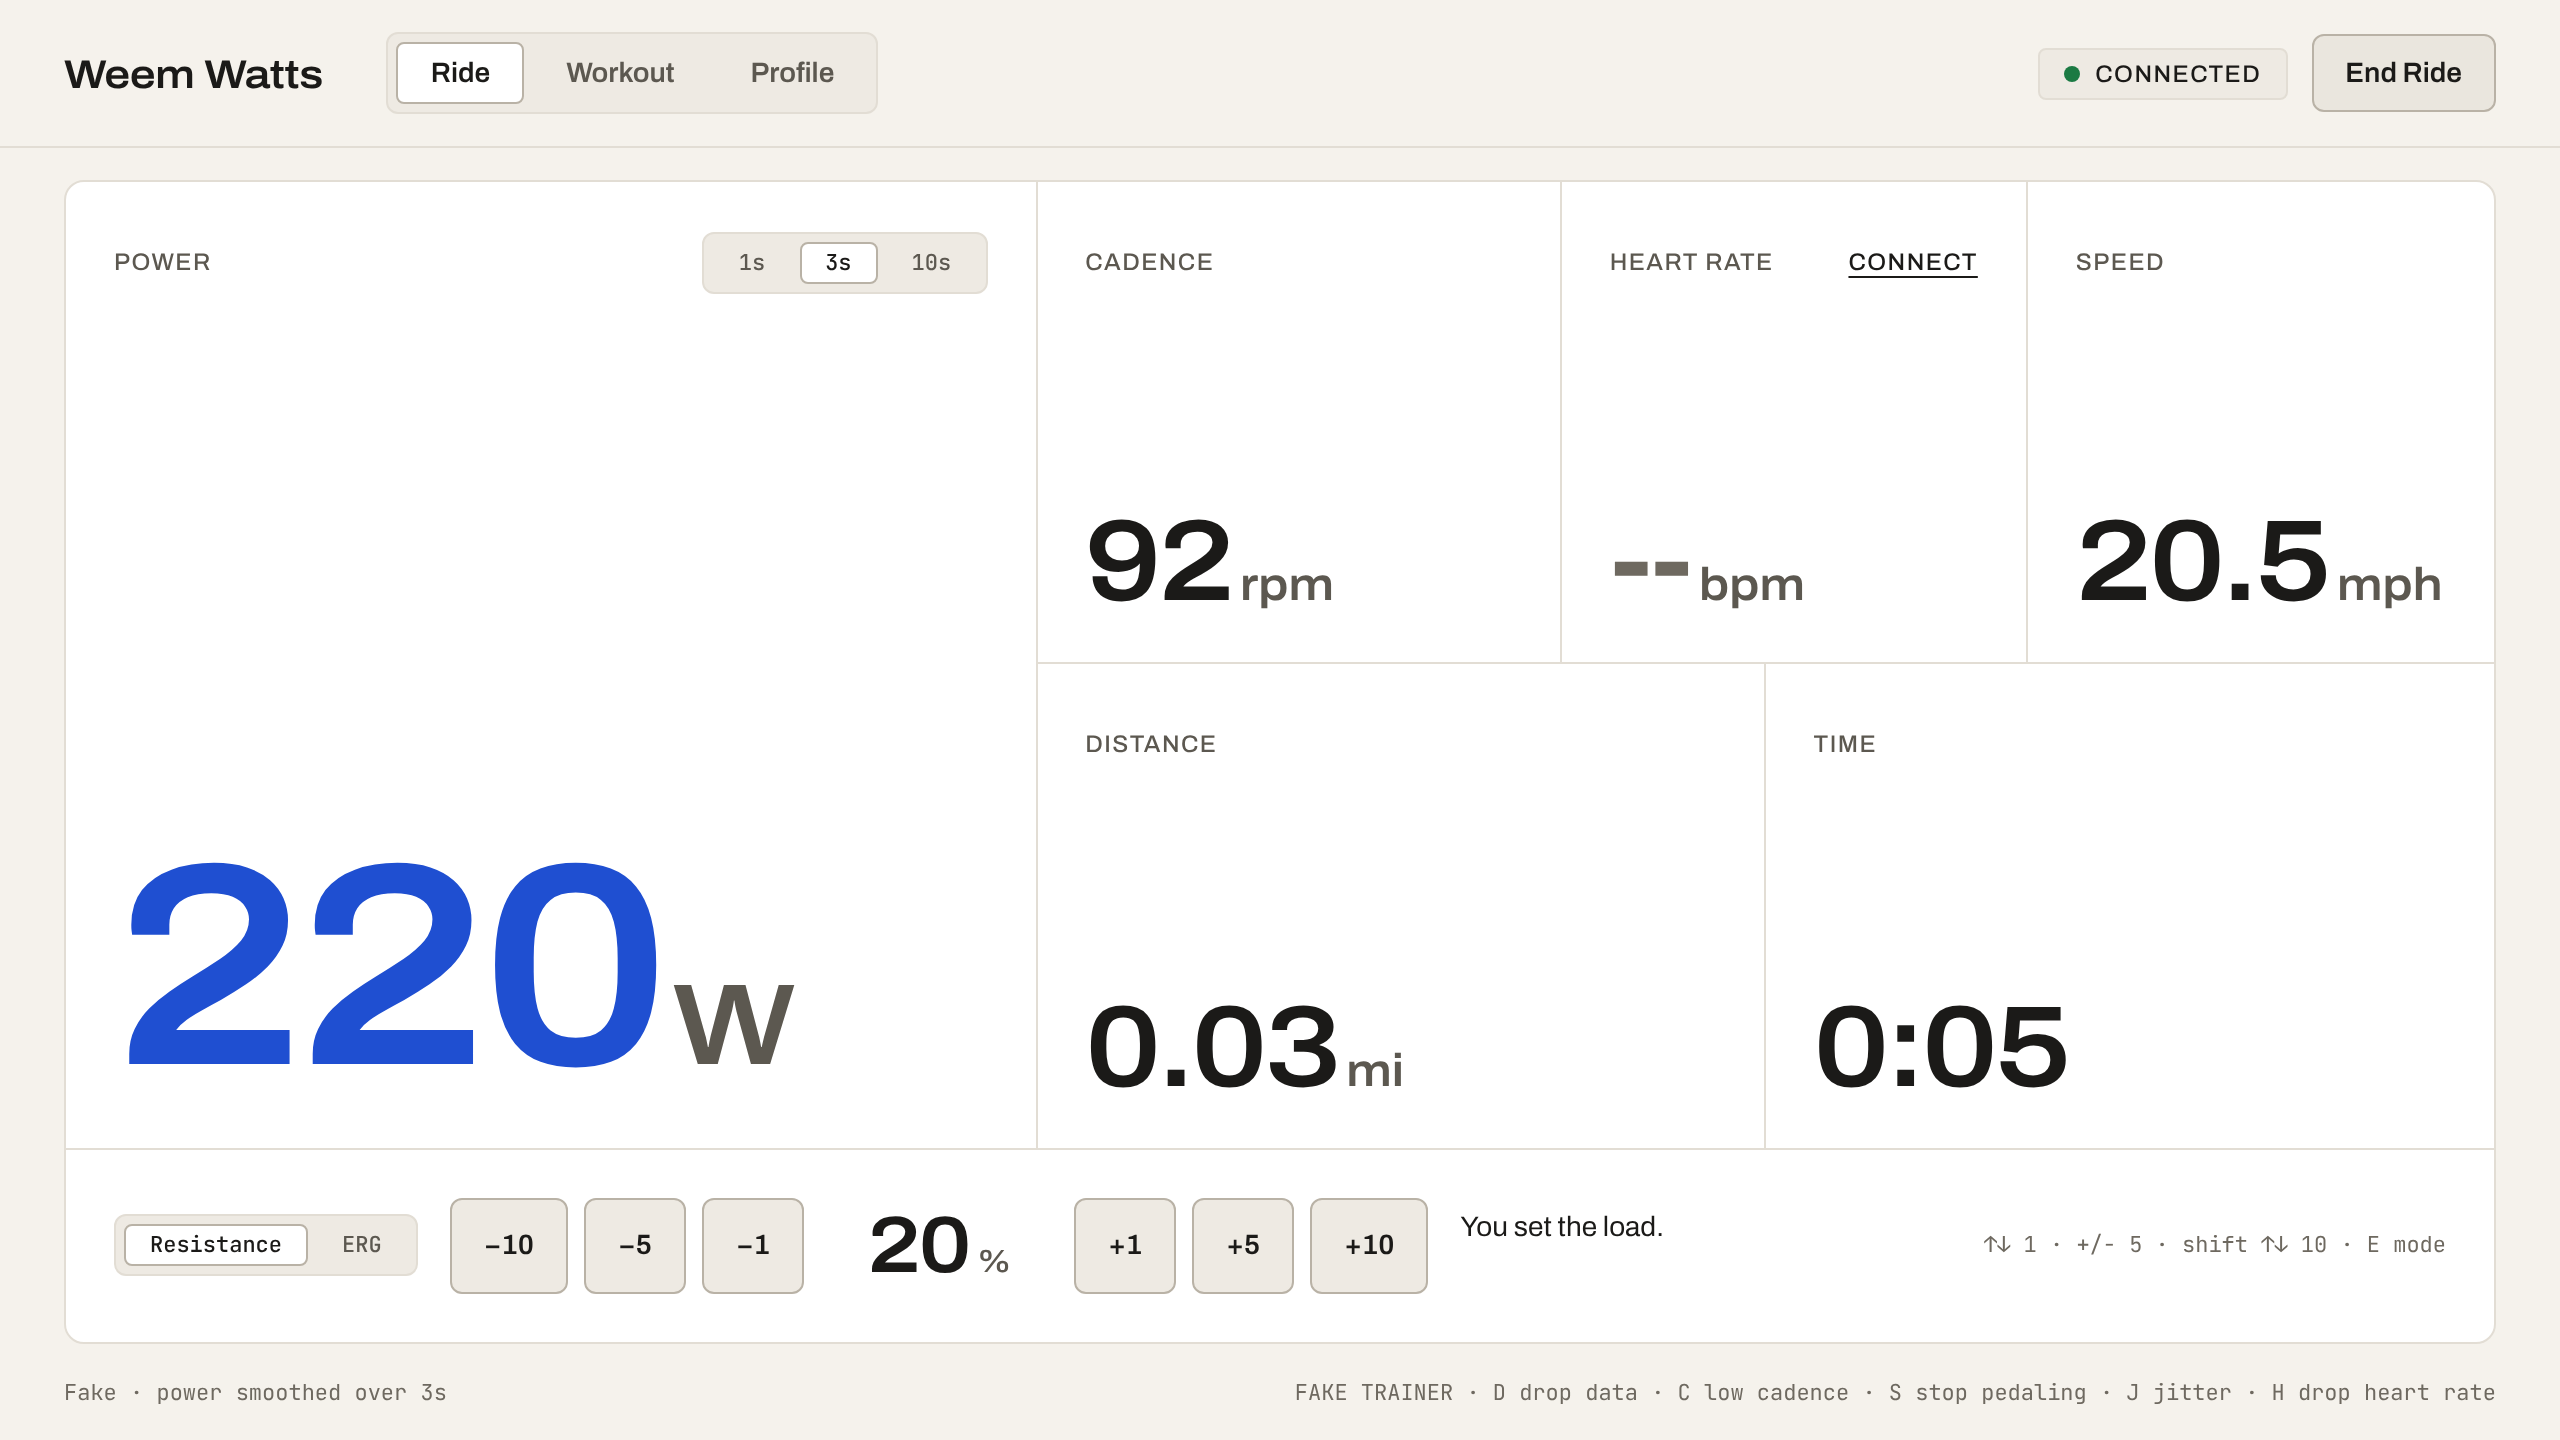 Weem Watts
Ride Workout Profile
CONNECTED
End Ride
POWER
1s 3s 10s
220 W
CADENCE
92 rpm
HEART RATE CONNECT
-- bpm
SPEED
20.5 mph
DISTANCE
0.03 mi
TIME
0:05
Resistance ERG
−10 −5 −1 20 % +1 +5 +10
You set the load.
↑↓ 1 · +/- 5 · shift ↑↓ 10 · E mode
Fake · power smoothed over 3s
FAKE TRAINER · D drop data · C low cadence · S stop pedaling · J jitter · H drop heart rate